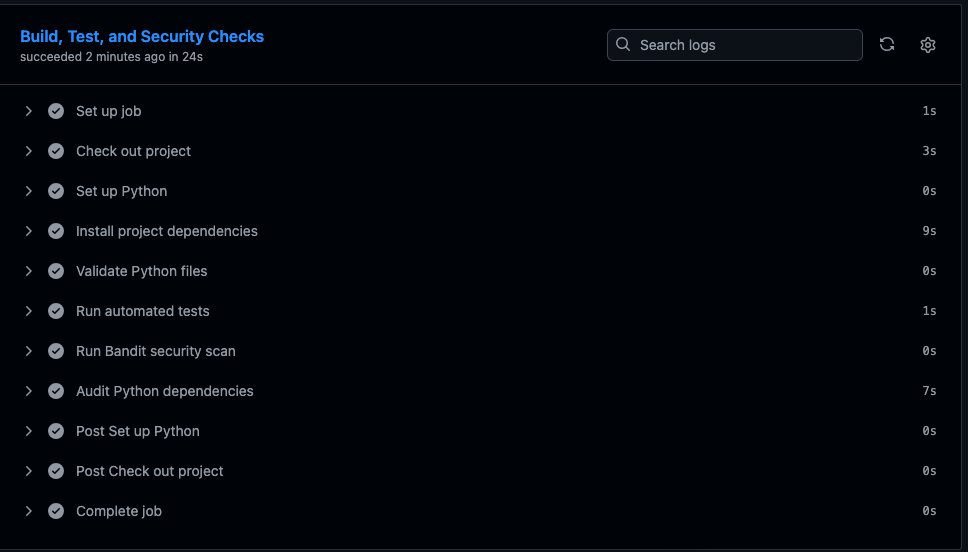 Build, Test, and Security Checks
succeeded 2 minutes ago in 24s
Search logs
Set up job 1s
Check out project 3s
Set up Python 0s
Install project dependencies 9s
Validate Python files 0s
Run automated tests 1s
Run Bandit security scan 0s
Audit Python dependencies 7s
Post Set up Python 0s
Post Check out project 0s
Complete job 0s